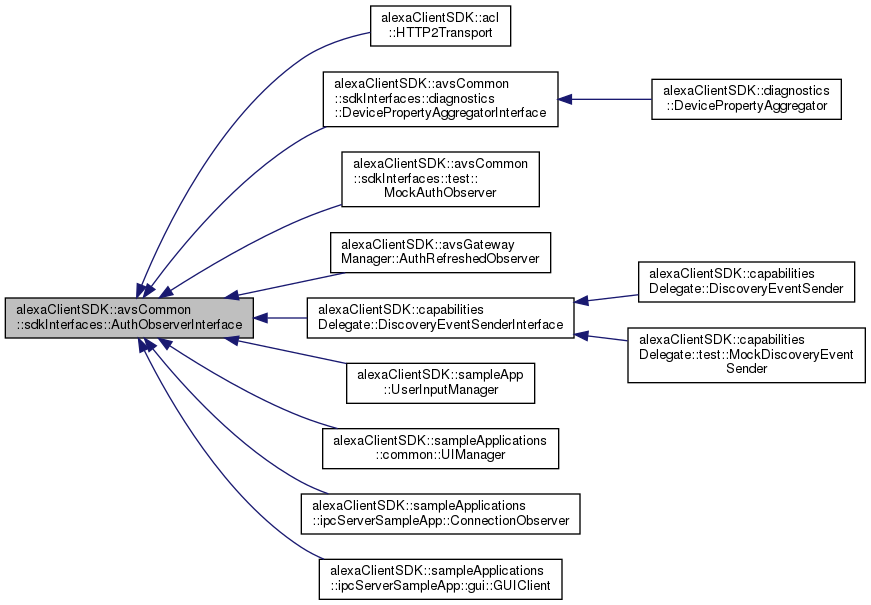 alexaClientSDK::acl
::HTTP2Transport
alexaClientSDK::avsCommon
::sdkInterfaces::diagnostics
::DevicePropertyAggregatorInterface
alexaClientSDK::diagnostics
::DevicePropertyAggregator
alexaClientSDK::avsCommon
::sdkInterfaces::test::
MockAuthObserver
alexaClientSDK::avsGateway
Manager::AuthRefreshedObserver
alexaClientSDK::avsCommon
::sdkInterfaces::AuthObserverInterface
alexaClientSDK::capabilities
Delegate::DiscoveryEventSenderInterface
alexaClientSDK::capabilities
Delegate::DiscoveryEventSender
alexaClientSDK::capabilities
Delegate::test::MockDiscoveryEvent
Sender
alexaClientSDK::sampleApp
::UserInputManager
alexaClientSDK::sampleApplications
::common::UIManager
alexaClientSDK::sampleApplications
::ipcServerSampleApp::ConnectionObserver
alexaClientSDK::sampleApplications
::ipcServerSampleApp::gui::GUIClient